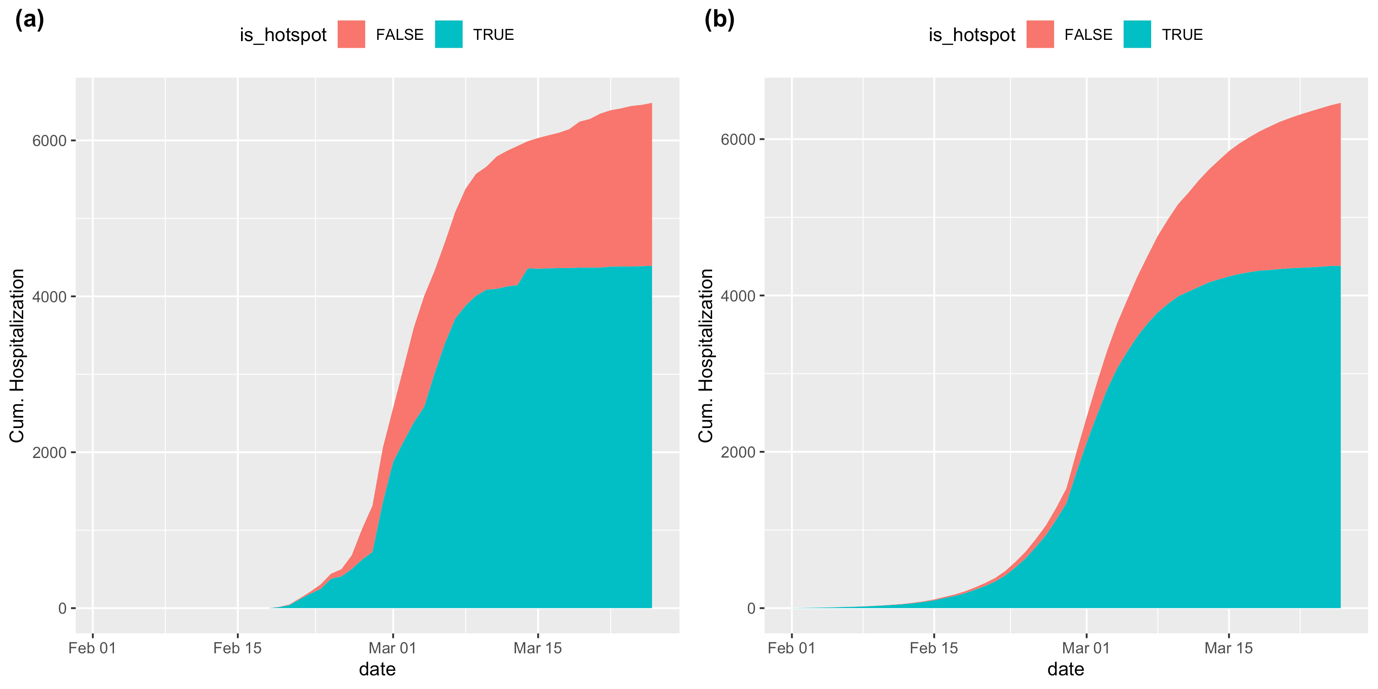 (a)
is_hotspot FALSE TRUE
Cum. Hospitalization
6000
4000
2000
0
Feb 01 Feb 15 Mar 01 Mar 15
date
(b)
is_hotspot FALSE TRUE
Cum. Hospitalization
6000
4000
2000
0
Feb 01 Feb 15 Mar 01 Mar 15
date